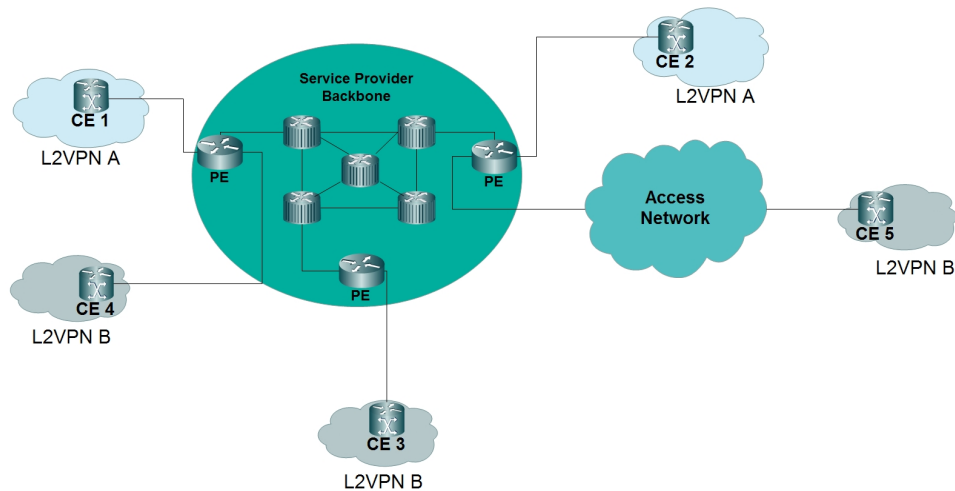 Service Provider
Backbone
CE 1
L2VPN A
CE 2
L2VPN A
PE
PE
PE
Access
Network
CE 5
L2VPN B
CE 4
L2VPN B
CE 3
L2VPN B